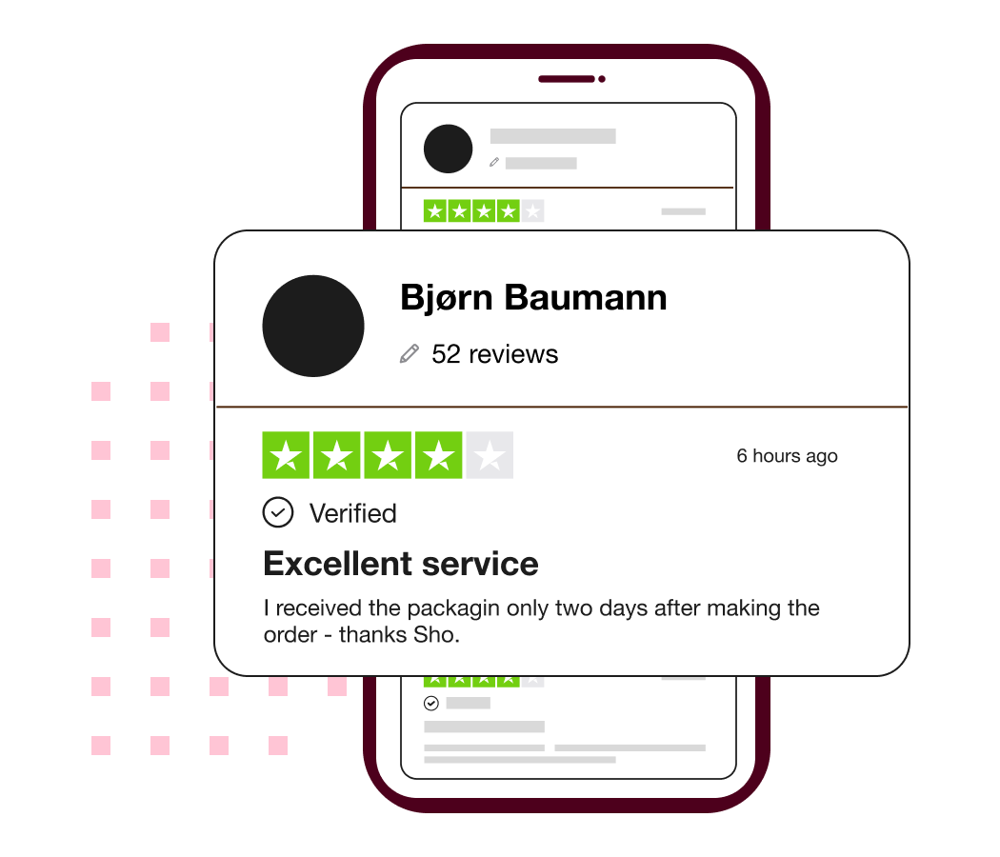 Bjørn Baumann
52 reviews
6 hours ago
Verified
Excellent service
I received the packagin only two days after making the
order - thanks Sho.